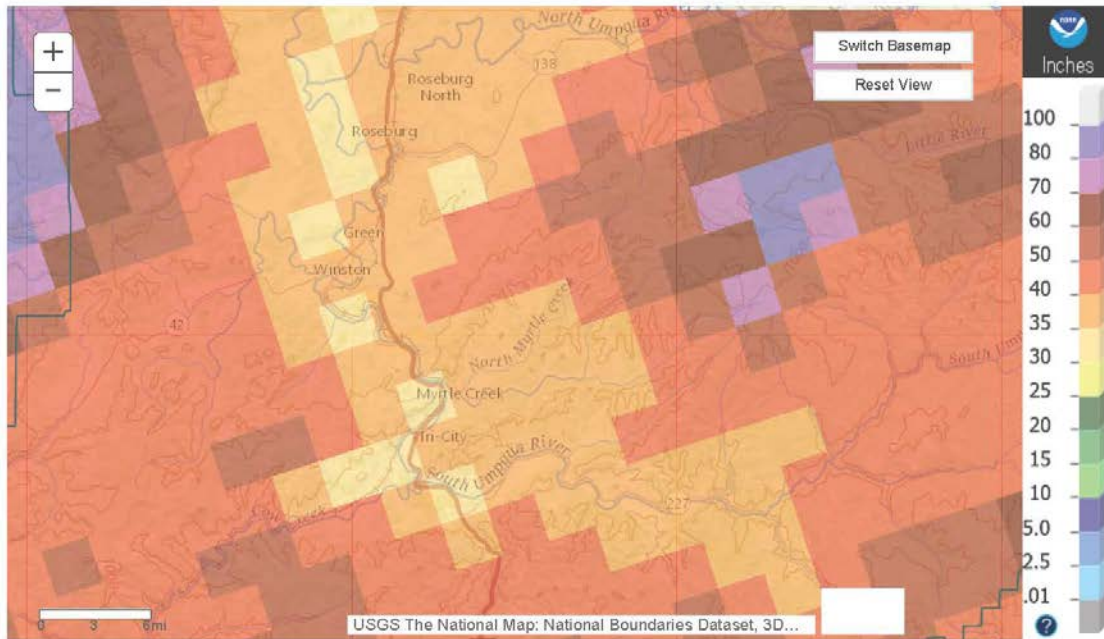 +
−
North Umpqua River
138
Roseburg
North
Roseburg
Little River
Green
Winston
42
North Myrtle Creek
South Um
Myrtle Creek
Tri-City
South Umpqua River
227
Creek
0 3 6mi
USGS The National Map: National Boundaries Dataset, 3D...
Switch Basemap
Reset View
Inches
100
80
70
60
50
40
35
30
25
20
15
10
5.0
2.5
.01
?